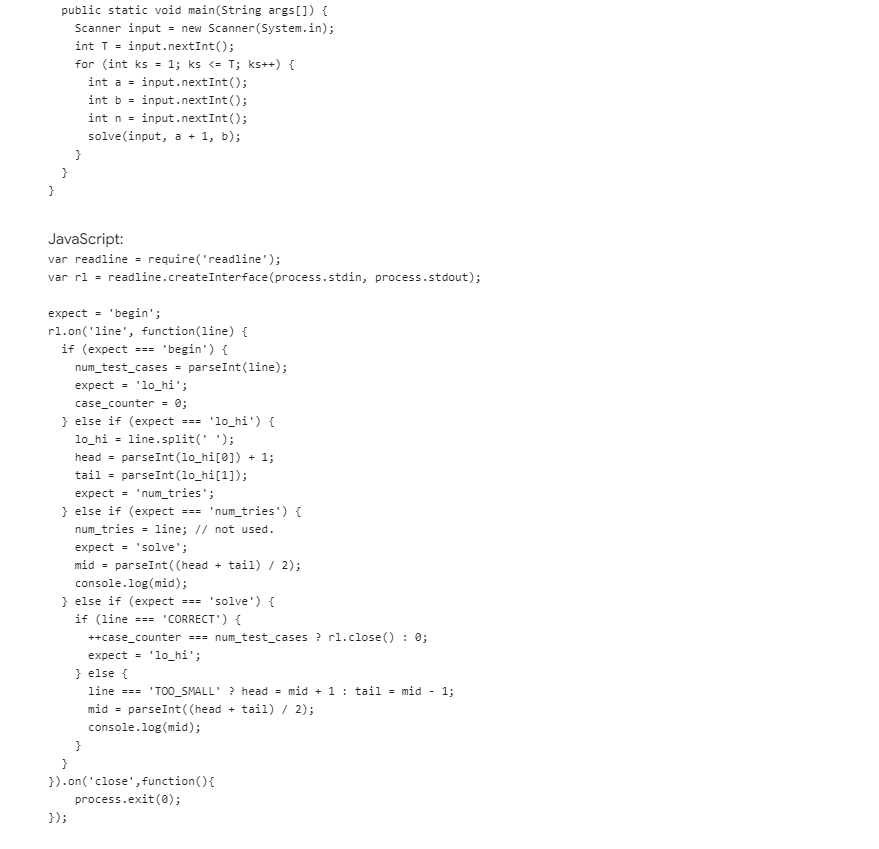 public static void main(String args[]) {
Scanner input = new Scanner(System.in);
int T = input.nextInt();
for (int ks = 1; ks <= T; ks++) {
int a = input.nextInt();
int b = input.nextInt();
int n = input.nextInt();
solve(input, a + 1, b);
}
}
}
JavaScript:
var readline = require('readline');
var rl = readline.createInterface(process.stdin, process.stdout);
expect = 'begin';
rl.on('line', function(line) {
if (expect === 'begin') {
num_test_cases = parseInt(line);
expect = 'lo_hi';
case_counter = 0;
} else if (expect === 'lo_hi') {
lo_hi = line.split(' ');
head = parseInt(lo_hi[0]) + 1;
tail = parseInt(lo_hi[1]);
expect = 'num_tries';
} else if (expect === 'num_tries') {
num_tries = line; // not used.
expect = 'solve';
mid = parseInt((head + tail) / 2);
console.log(mid);
} else if (expect === 'solve') {
if (line === 'CORRECT') {
++case_counter === num_test_cases ? rl.close() : 0;
expect = 'lo_hi';
} else {
line === 'TOO_SMALL' ? head = mid + 1 : tail = mid - 1;
mid = parseInt((head + tail) / 2);
console.log(mid);
}
}
}).on('close',function(){
process.exit(0);
});